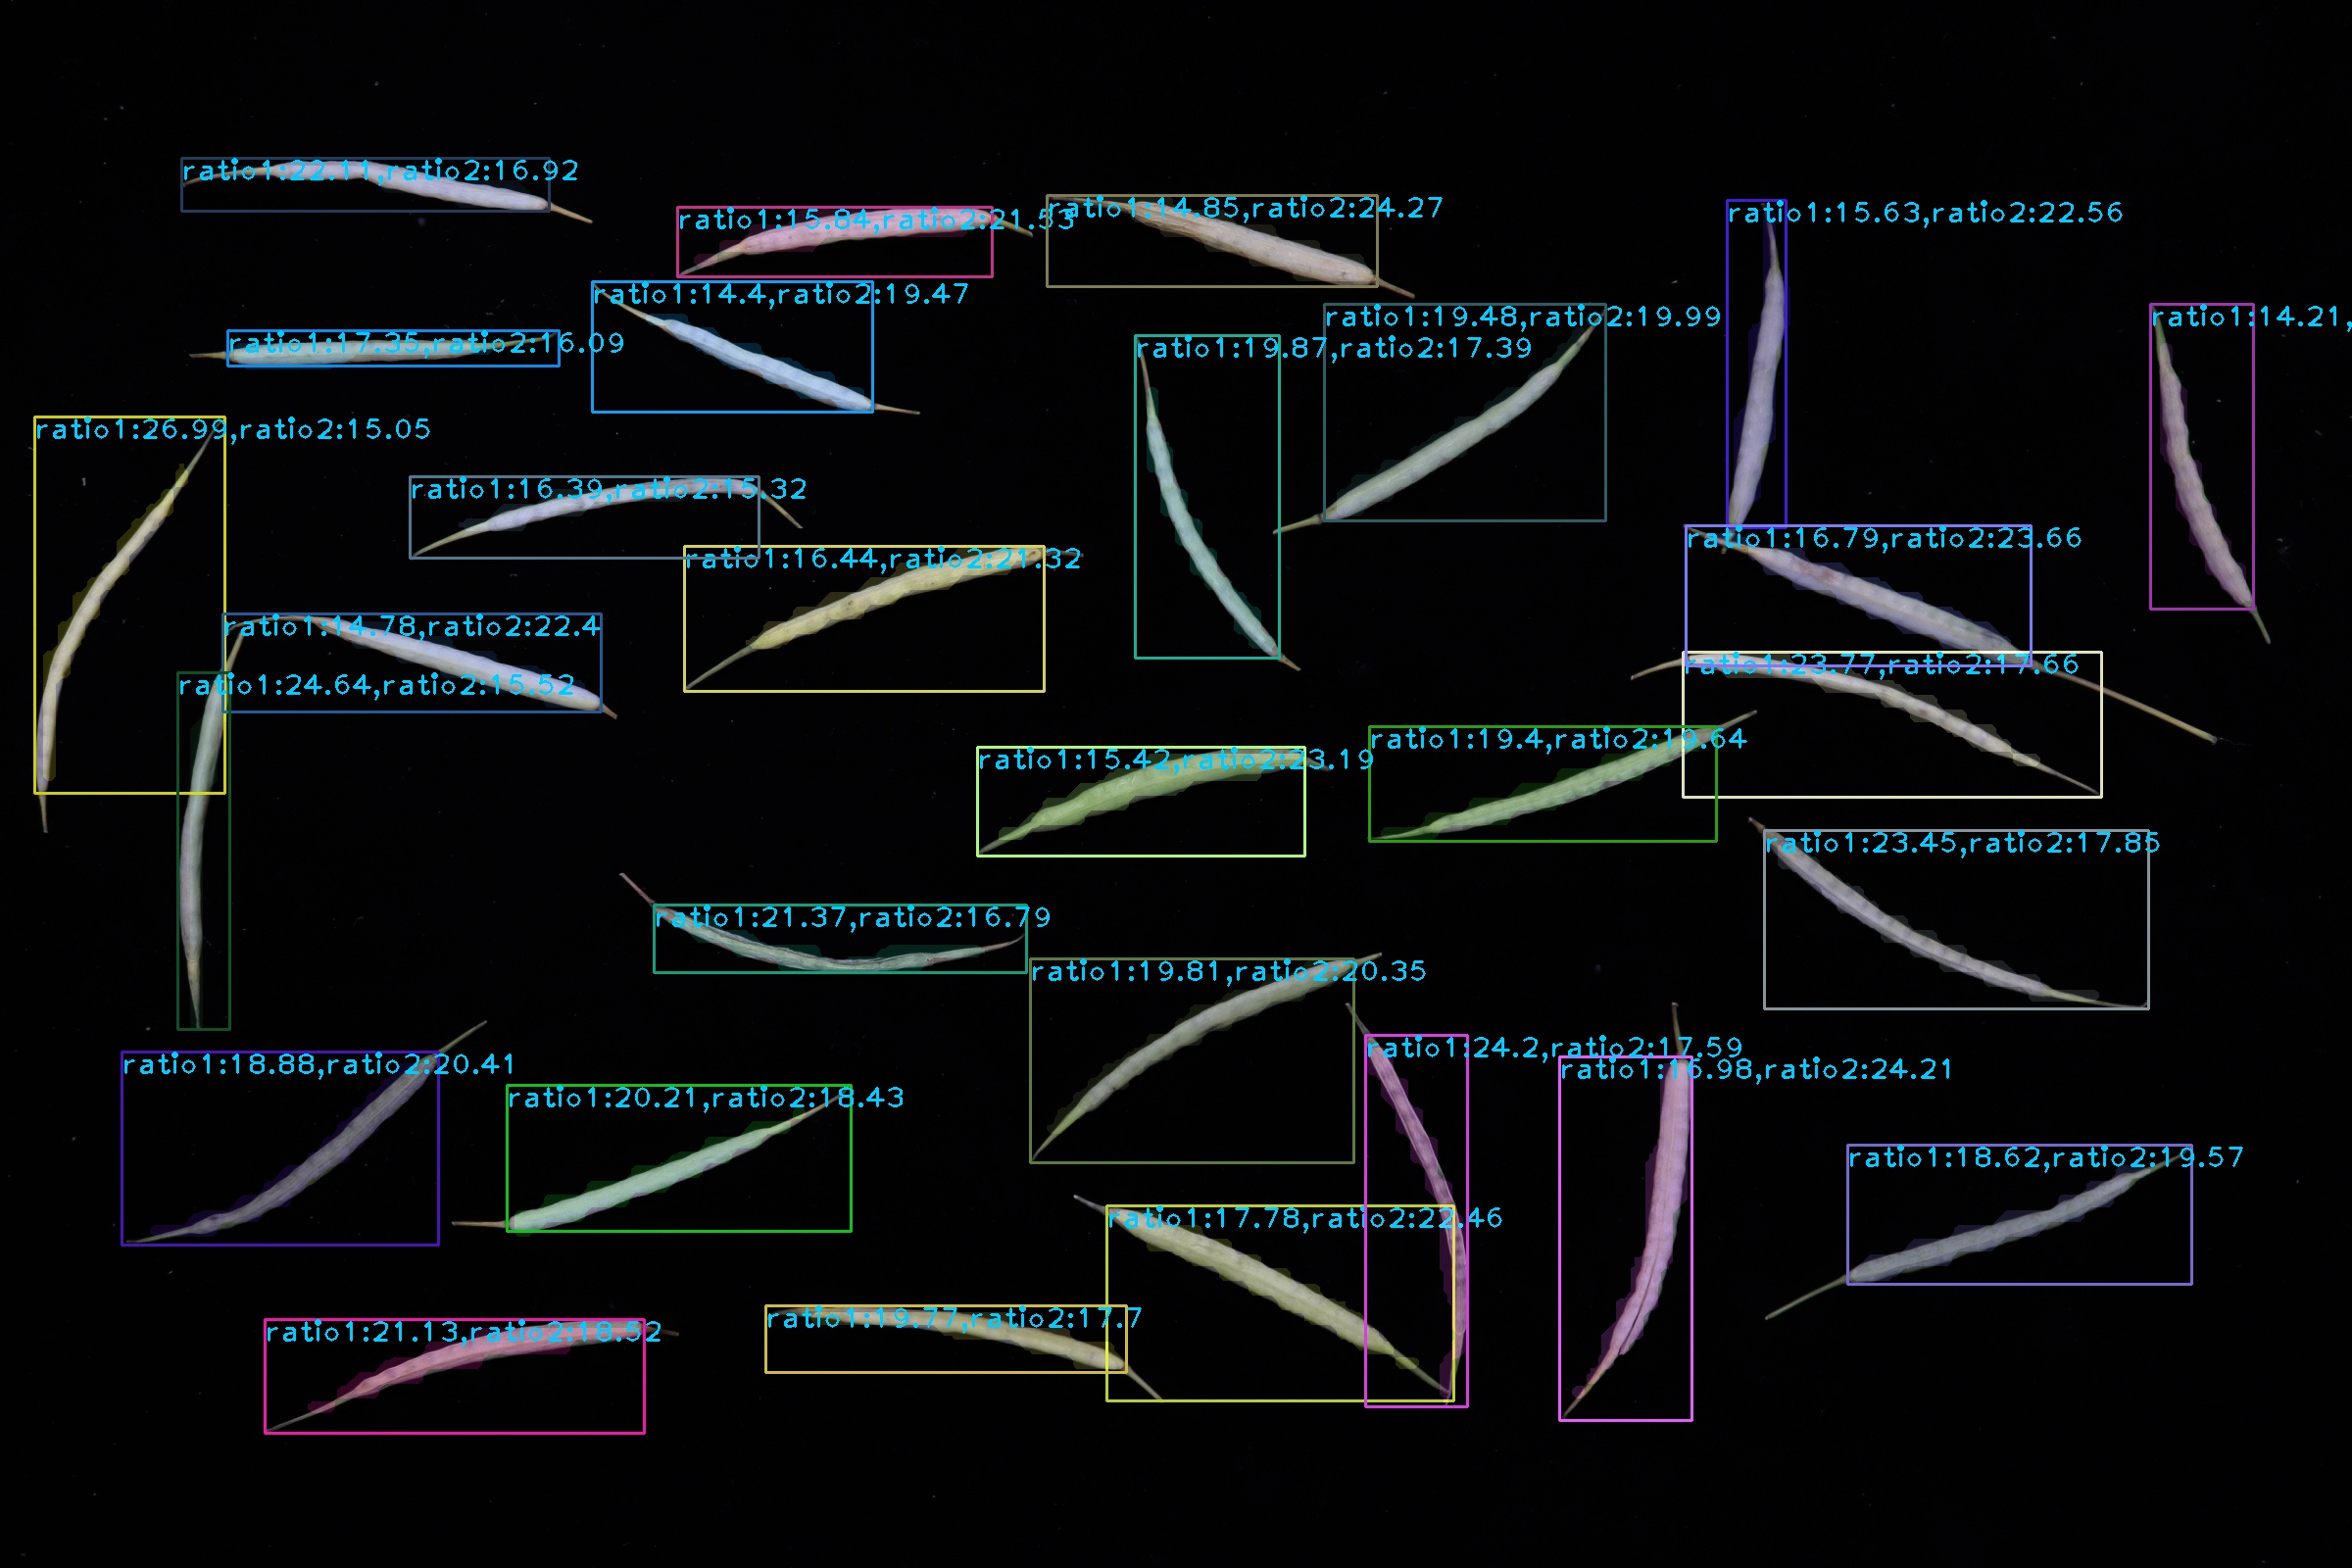 ratio1:22.11,ratio2:16.92
ratio1:15.84,ratio2:21.53
ratio1:14.85,ratio2:24.27
ratio1:15.63,ratio2:22.56
ratio1:14.4,ratio2:19.47
ratio1:19.48,ratio2:19.99
ratio1:14.21,
ratio1:17.35,ratio2:16.09
ratio1:19.87,ratio2:17.39
ratio1:26.99,ratio2:15.05
ratio1:16.39,ratio2:15.32
ratio1:16.79,ratio2:23.66
ratio1:16.44,ratio2:21.32
ratio1:14.78,ratio2:22.4
ratio1:23.77,ratio2:17.66
ratio1:24.64,ratio2:15.52
ratio1:19.4,ratio2:19.64
ratio1:15.42,ratio2:23.19
ratio1:23.45,ratio2:17.85
ratio1:21.37,ratio2:16.79
ratio1:19.81,ratio2:20.35
ratio1:24.2,ratio2:17.59
ratio1:18.88,ratio2:20.41
ratio1:16.98,ratio2:24.21
ratio1:20.21,ratio2:18.43
ratio1:18.62,ratio2:19.57
ratio1:17.78,ratio2:22.46
ratio1:19.77,ratio2:17.7
ratio1:21.13,ratio2:18.52